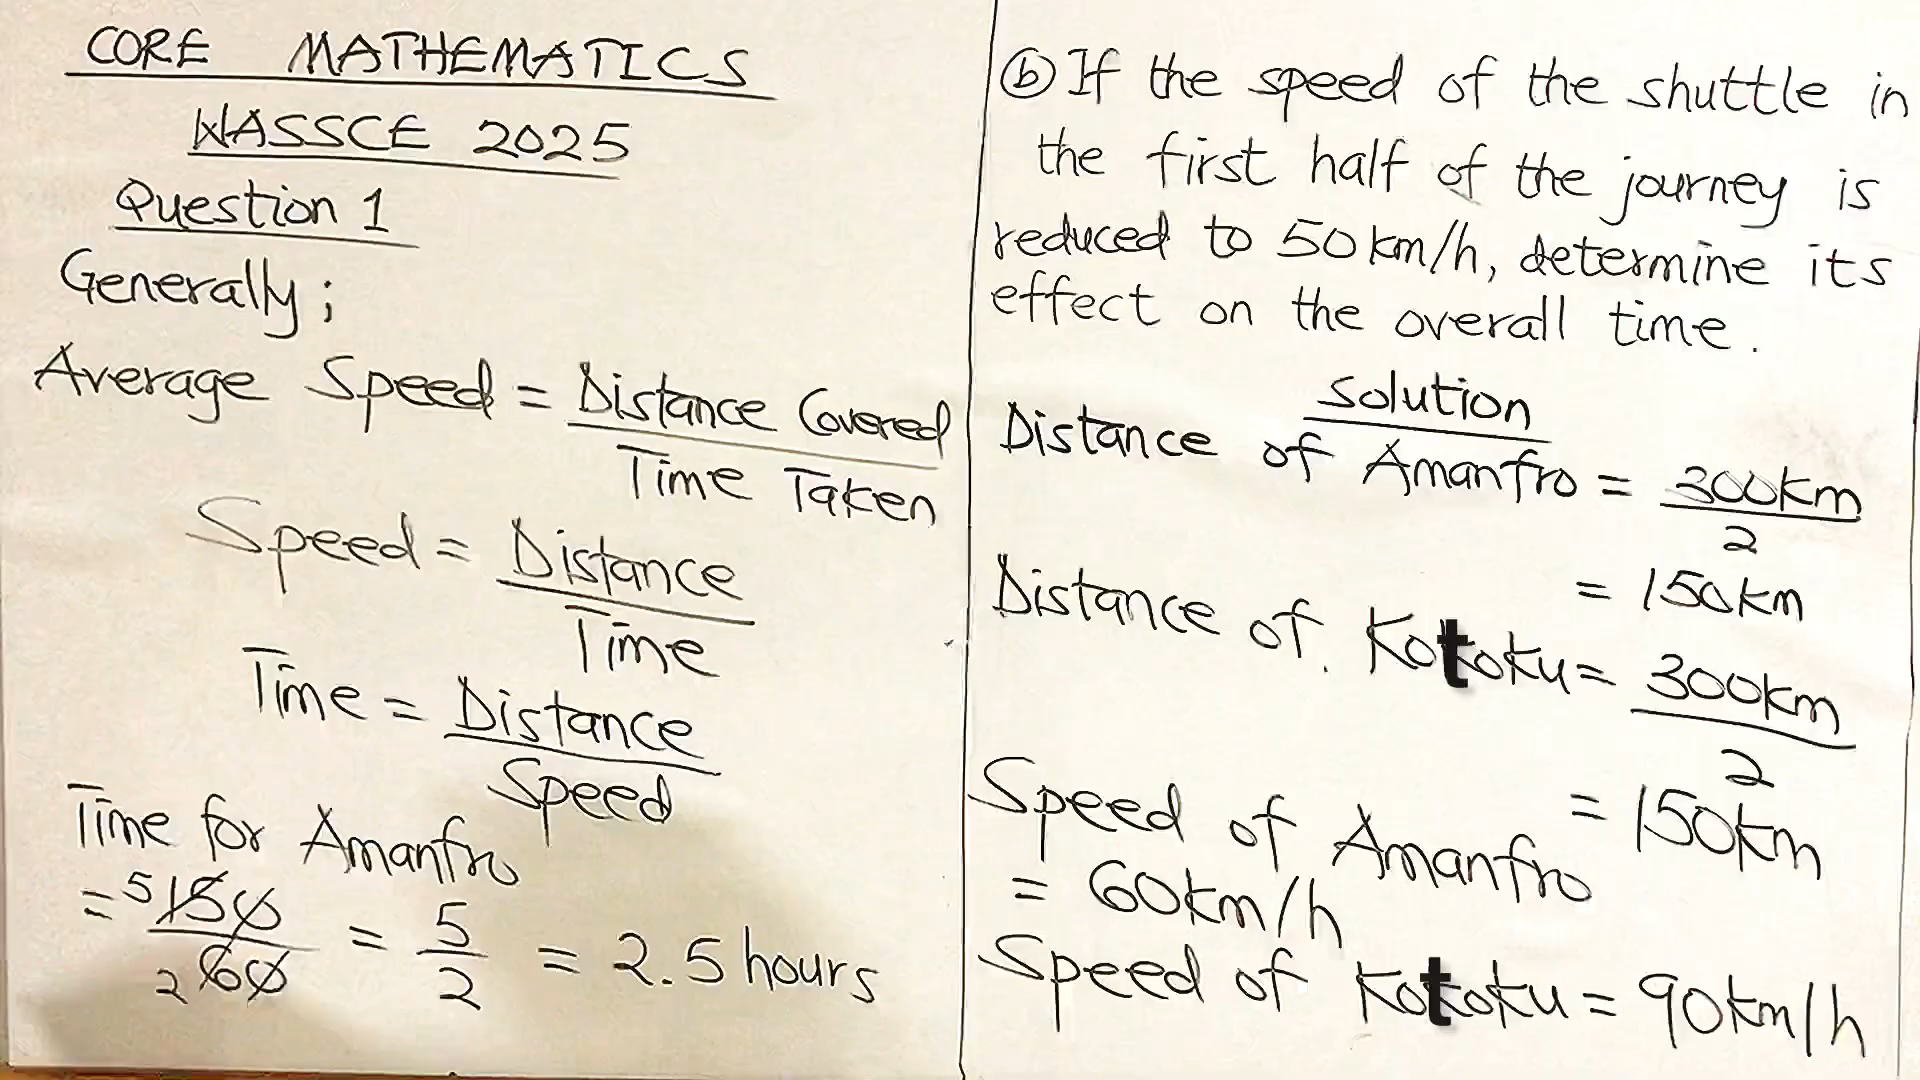 CORE MATHEMATICS
WASSCE 2025
Question 1
Generally;
Average Speed = Distance Covered
Time Taken
Speed = Distance
Time
Time = Distance
Speed
Time for Amanfro
= 5 150 = 5 = 2.5 hours
2 60 2
(b) If the speed of the shuttle in
the first half of the journey is
reduced to 50km/h, determine its
effect on the overall time.
Solution
Distance of Amanfro = 300km
2
= 150km
Distance of. Kotoku = 300km
2
= 150km
Speed of Amanfro
= 60km/h
Speed of Kotoku = 90km/h